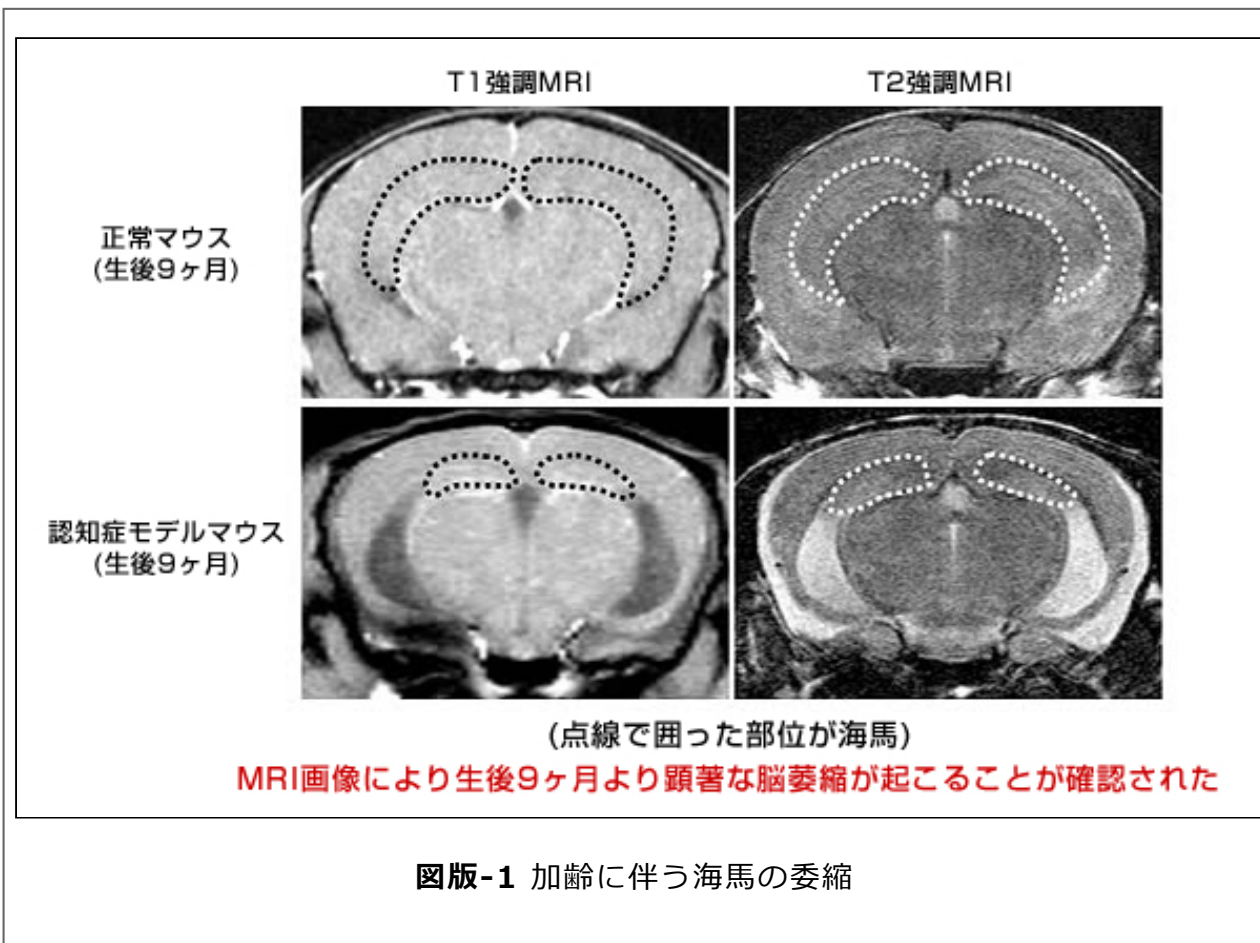 T1強調MRI
T2強調MRI
正常マウス
(生後9ヶ月)
認知症モデルマウス
(生後9ヶ月)
(点線で囲った部位が海馬)
MRI画像により生後9ヶ月より顕著な脳萎縮が起こることが確認された
図版-1 加齢に伴う海馬の委縮